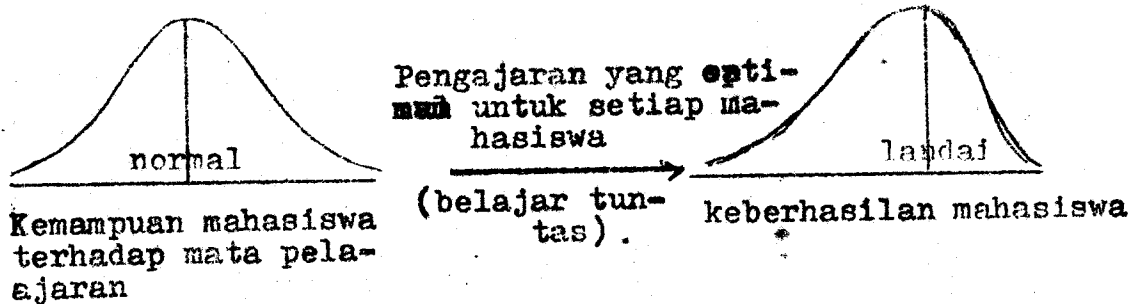 normal
Kemampuan mahasiswa
terhadap mata pela-
ajaran
Pengajaran yang opti-
mum untuk setiap ma-
hasiswa
(belajar tun-
tas).
landai
keberhasilan mahasiswa